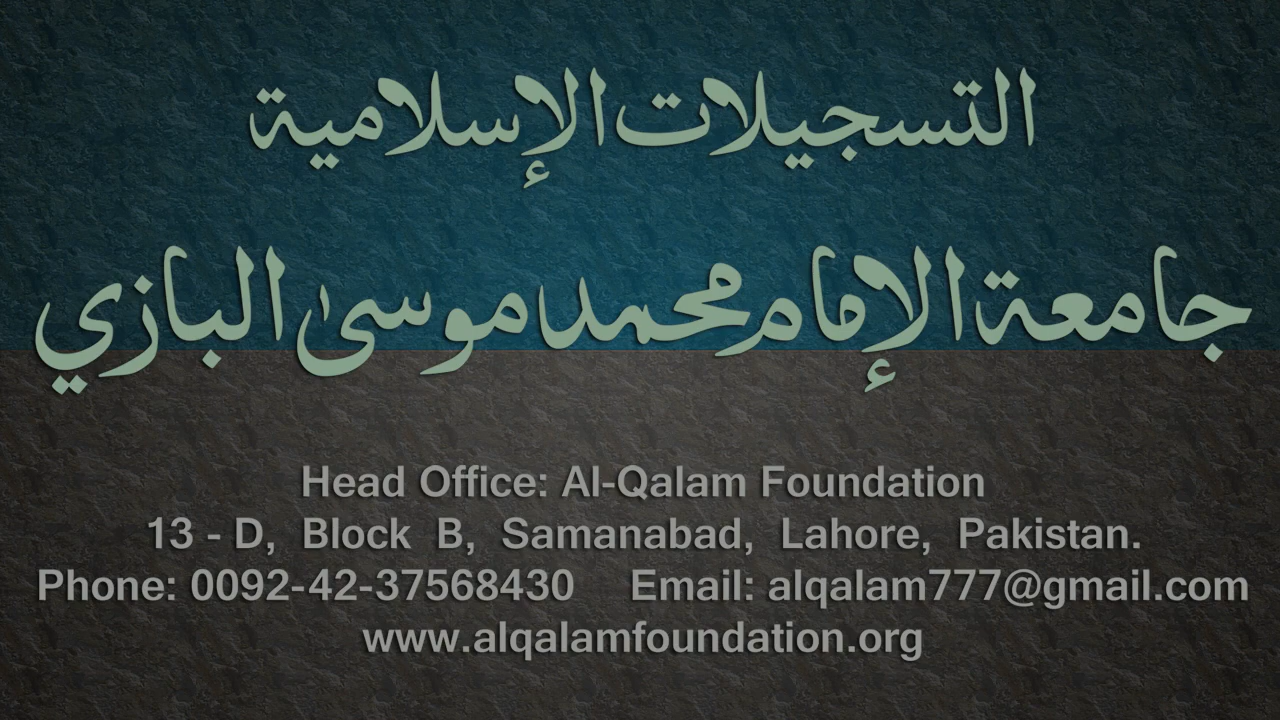 التسجيلات الإسلامية
جامعة الإمام محمد موسىٰ البازي
Head Office: Al-Qalam Foundation
13 - D, Block B, Samanabad, Lahore, Pakistan.
Phone: 0092-42-37568430 Email: alqalam777@gmail.com
www.alqalamfoundation.org